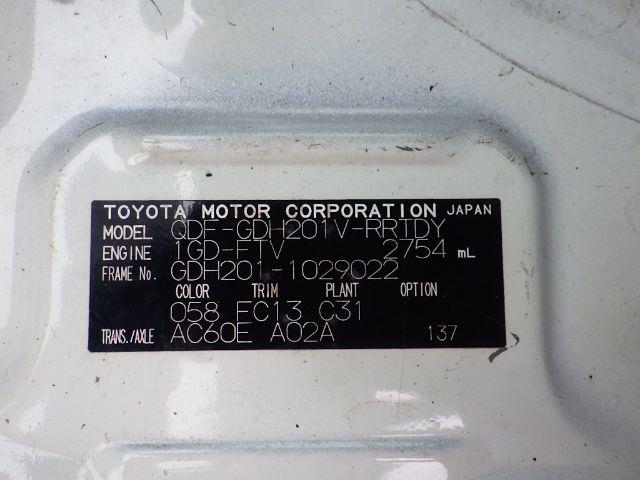 TOYOTA MOTOR CORPORATION JAPAN
MODEL QDF-GDH201V-RRTDY
ENGINE 1GD-FTV 2754 mL
FRAME No. GDH201-1029022
COLOR TRIM PLANT OPTION
058 FC13 C31
TRANS./AXLE AC60E A02A 137